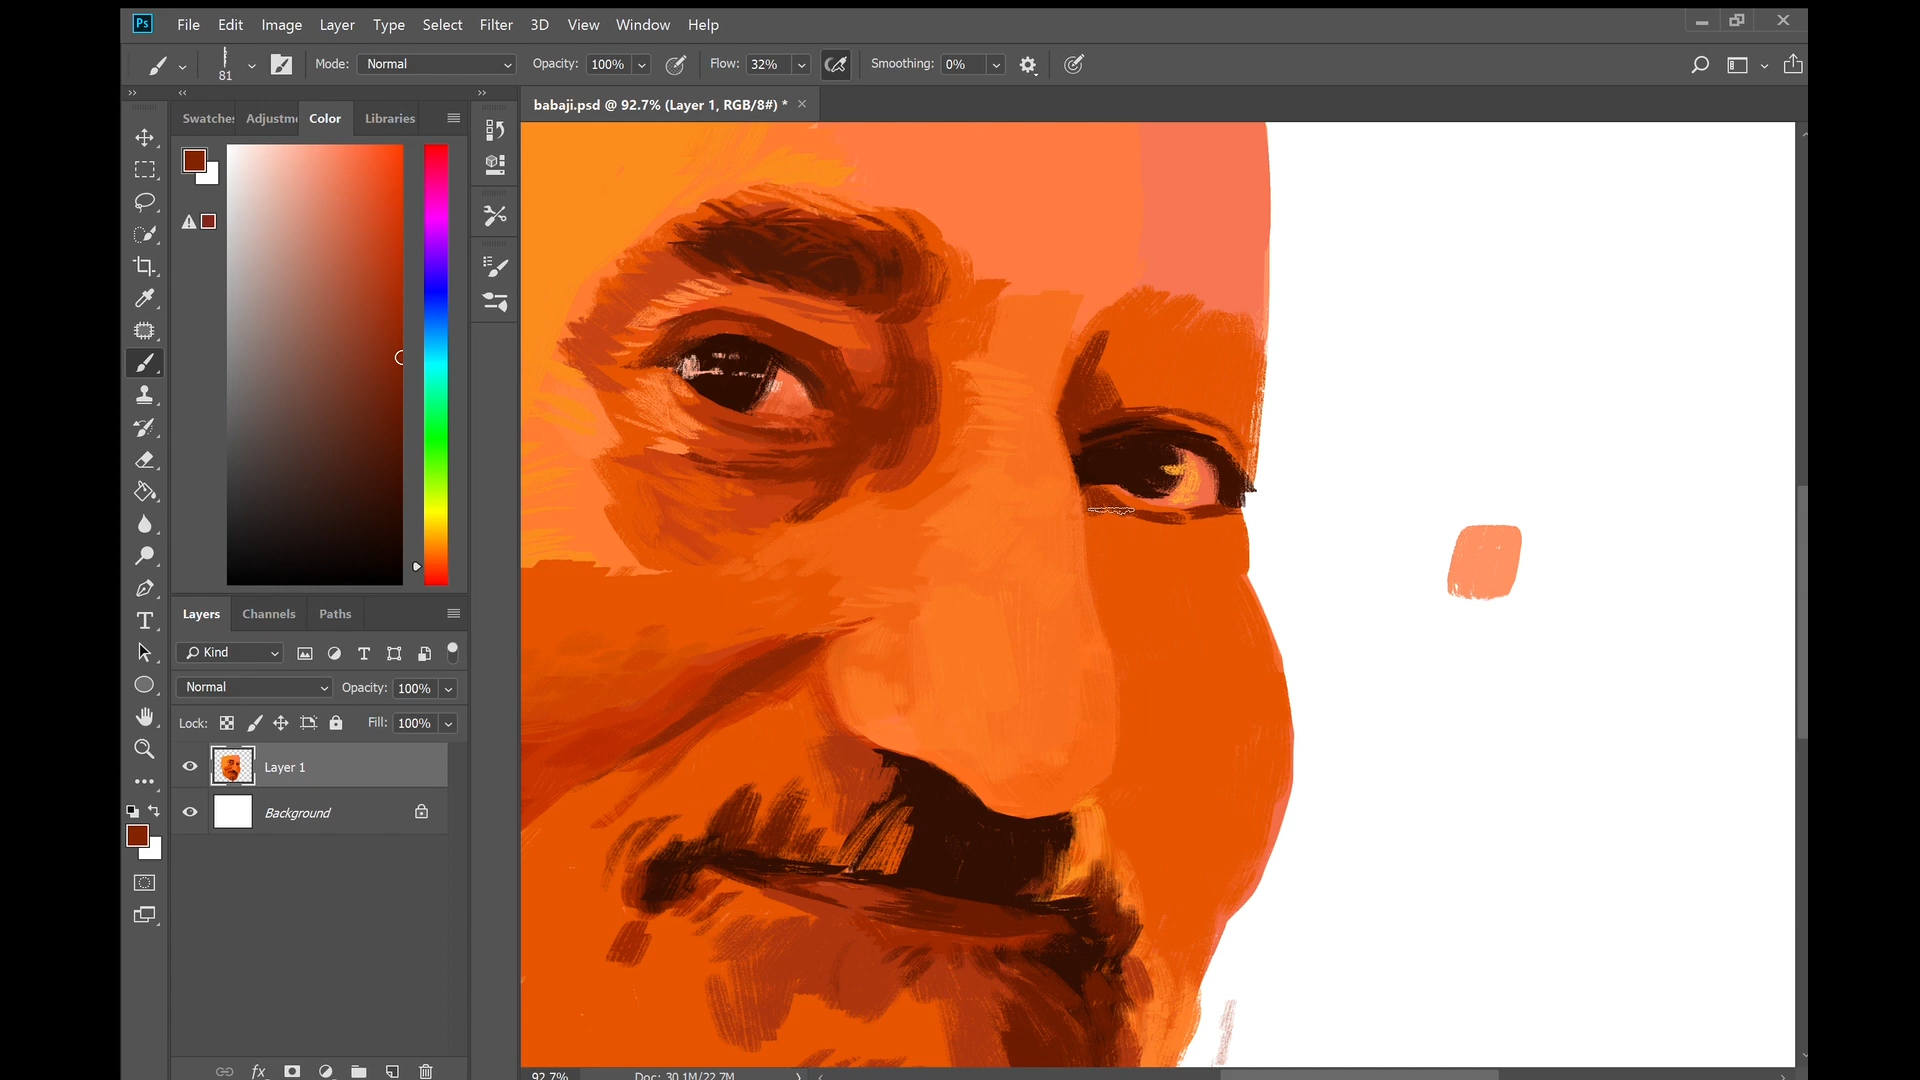 Ps File Edit Image Layer Type Select Filter 3D View Window Help
81 Mode: Normal Opacity: 100% Flow: 32% Smoothing: 0%
babaji.psd @ 92.7% (Layer 1, RGB/8#) *
Swatches Adjustm Color Libraries
Layers Channels Paths
Kind
Normal Opacity: 100%
Lock: Fill: 100%
Layer 1
Background
fx
92.7% Doc: 30.1M/22.7M